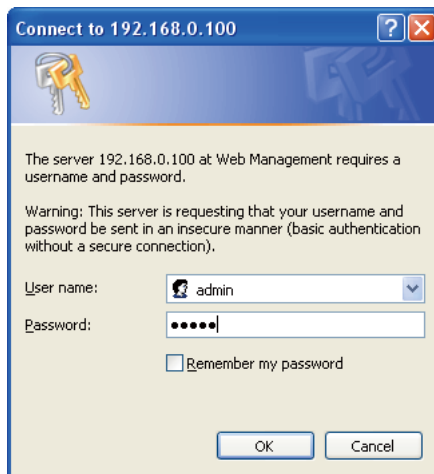 Connect to 192.168.0.100
The server 192.168.0.100 at Web Management requires a
username and password.
Warning: This server is requesting that your username and
password be sent in an insecure manner (basic authentication
without a secure connection).
User name: admin
Password: •••••
Remember my password
OK Cancel